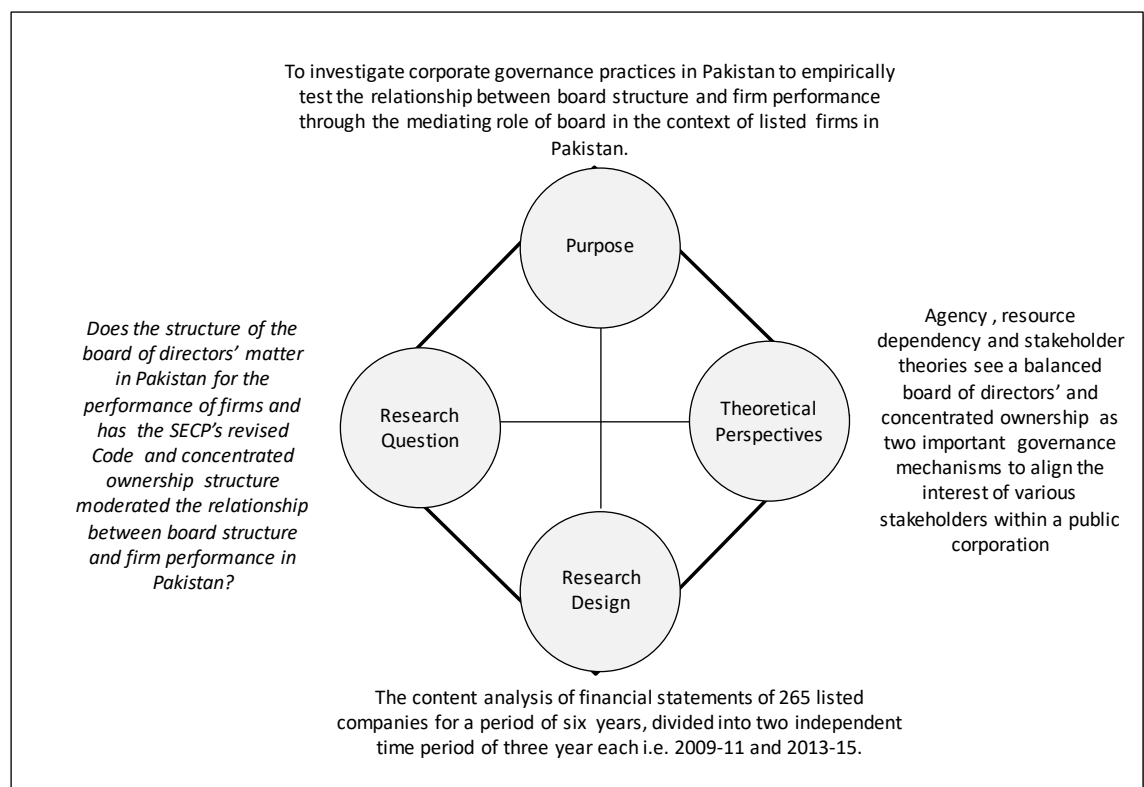 To investigate corporate governance practices in Pakistan to empirically
test the relationship between board structure and firm performance
through the mediating role of board in the context of listed firms in
Pakistan.
Purpose
Does the structure of the
board of directors’ matter
in Pakistan for the
performance of firms and
has the SECP’s revised
Code and concentrated
ownership structure
moderated the relationship
between board structure
and firm performance in
Pakistan?
Research
Question
Theoretical
Perspectives
Agency , resource
dependency and stakeholder
theories see a balanced
board of directors’ and
concentrated ownership as
two important governance
mechanisms to align the
interest of various
stakeholders within a public
corporation
Research
Design
The content analysis of financial statements of 265 listed
companies for a period of six years, divided into two independent
time period of three year each i.e. 2009-11 and 2013-15.